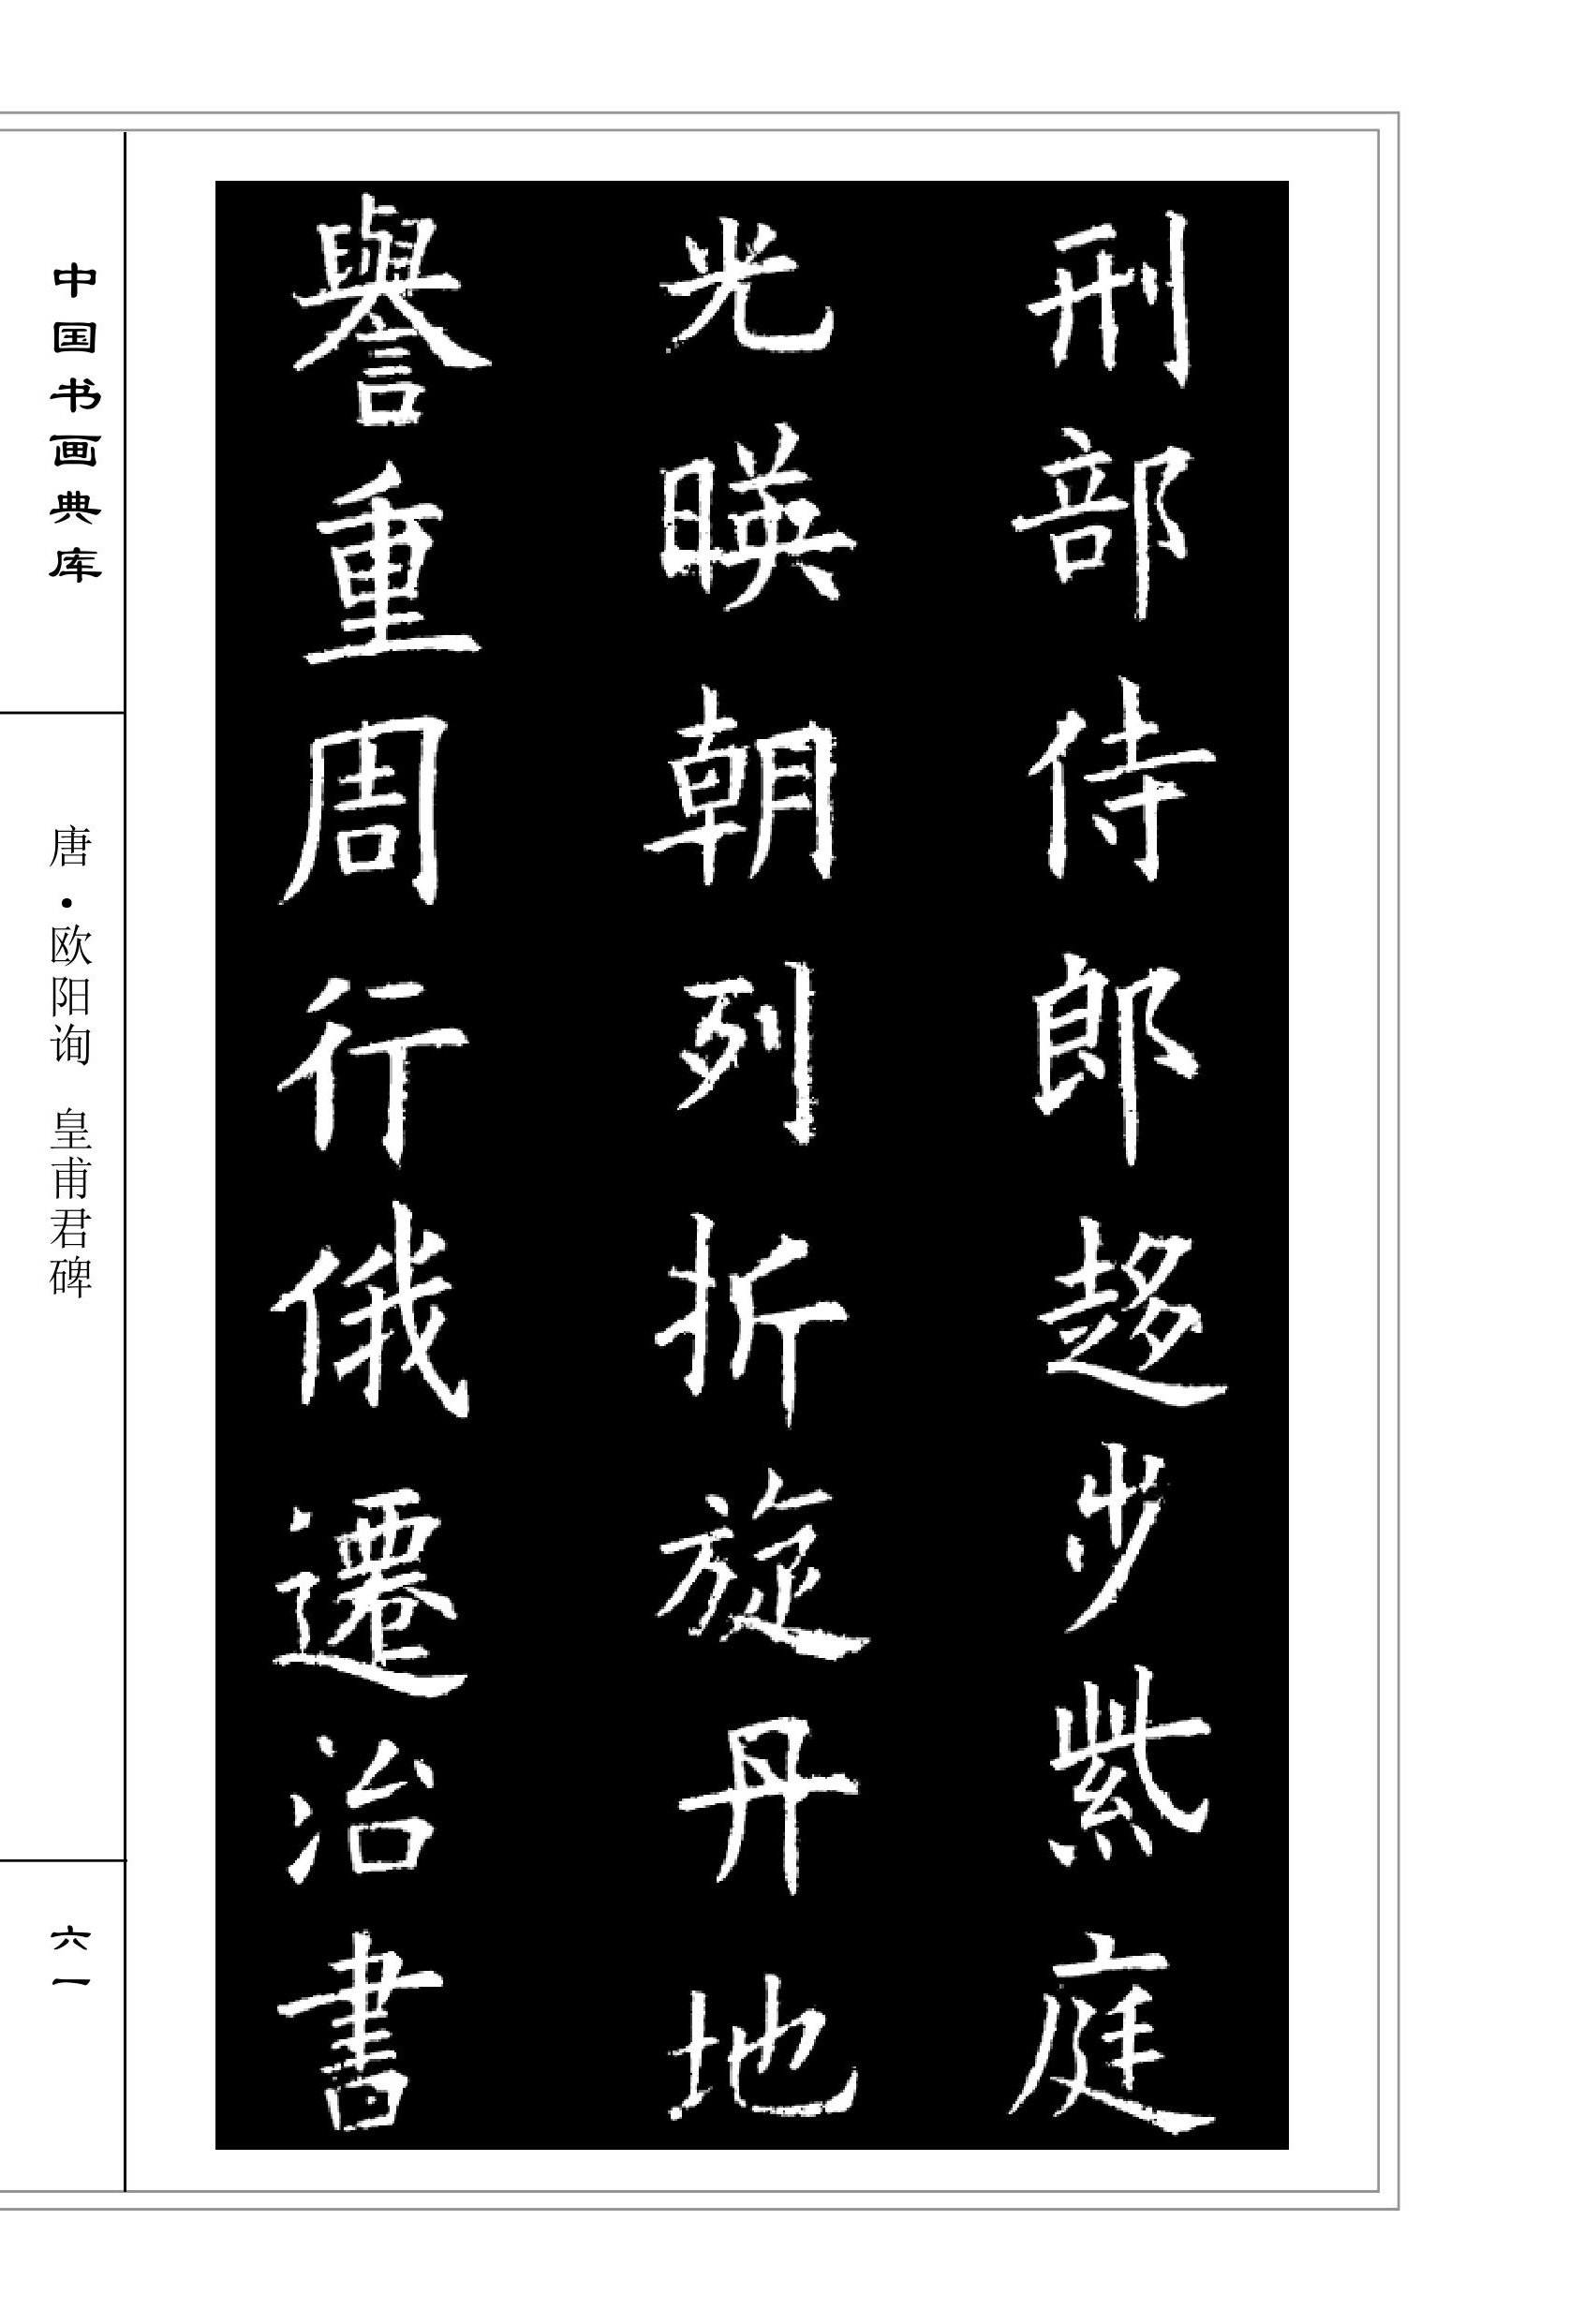 刑部侍郎趍步紫庭
光暎朝列折旋丹地
譽重周行俄遷治書
中国书画典库
唐·欧阳询 皇甫君碑
六一